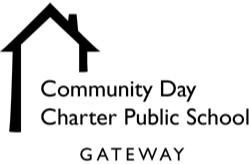 Community Day
Charter Public School
GATEWAY